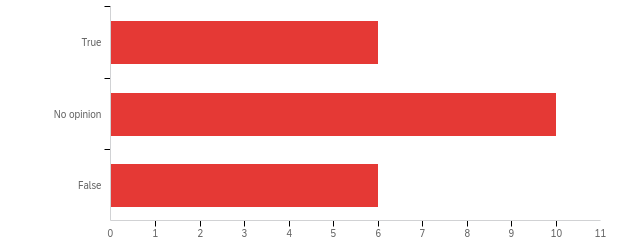 True
No opinion
False
0 1 2 3 4 5 6 7 8 9 10 11